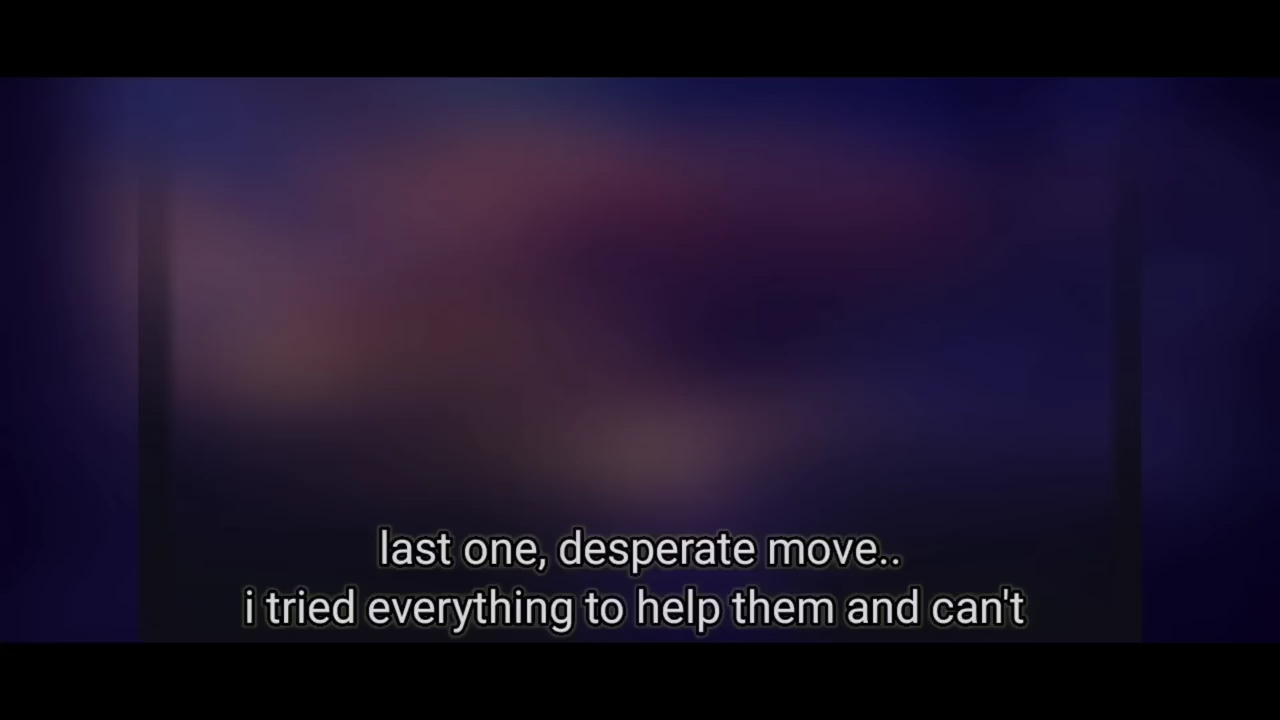 last one, desperate move..
i tried everything to help them and can't